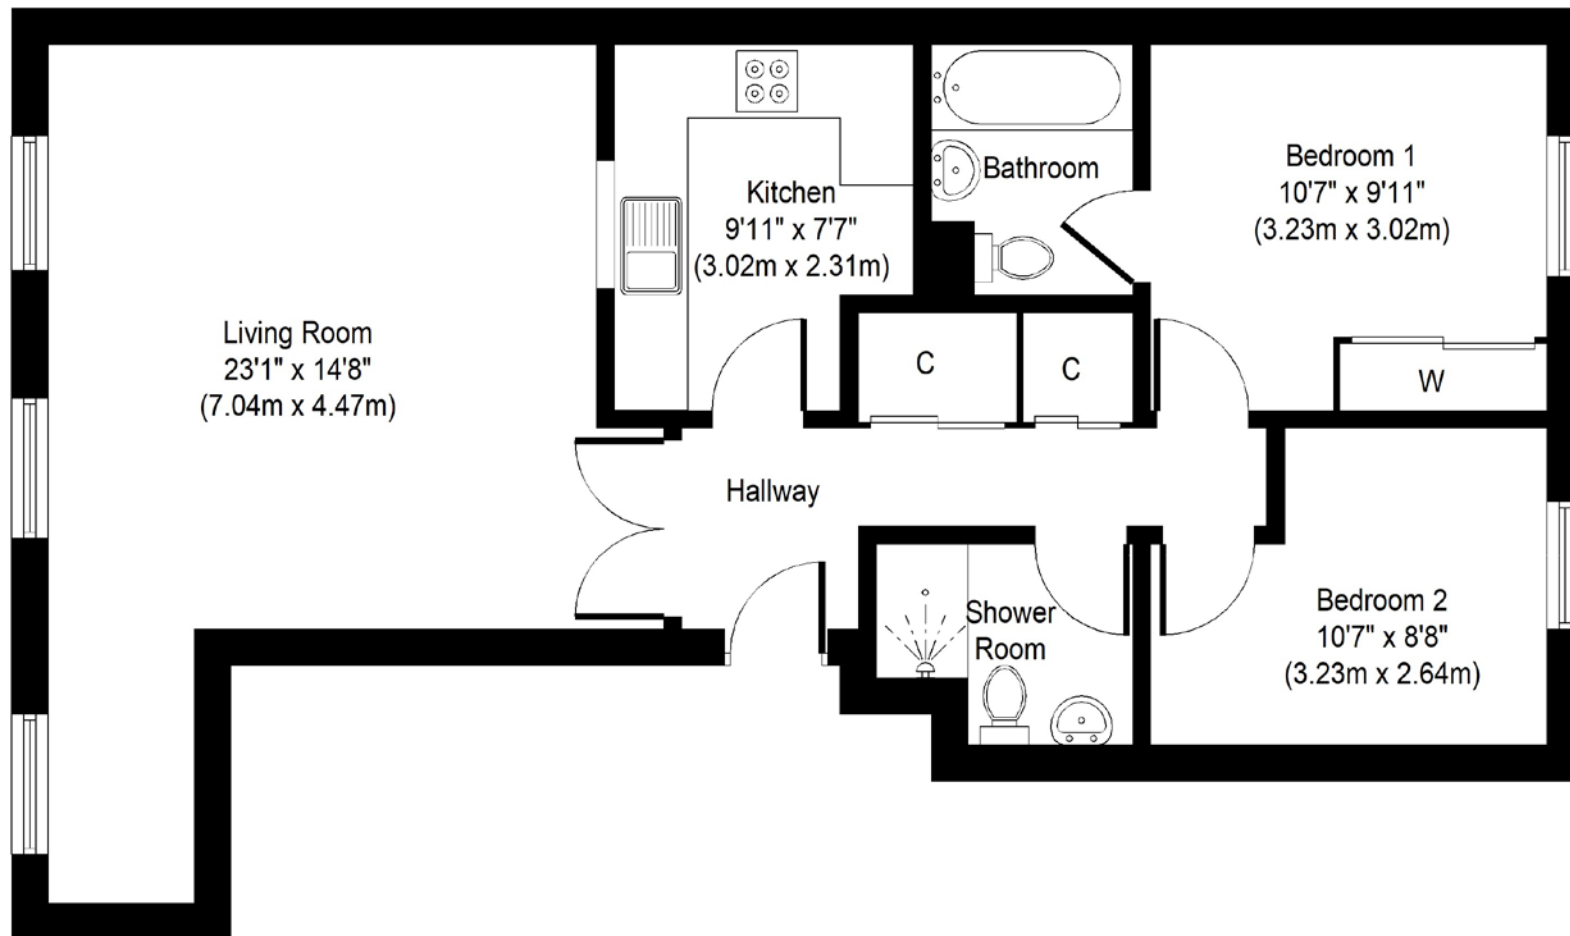 Living Room
23'1" x 14'8"
(7.04m x 4.47m)
Kitchen
9'11" x 7'7"
(3.02m x 2.31m)
Bathroom
Bedroom 1
10'7" x 9'11"
(3.23m x 3.02m)
C
C
W
Hallway
Shower
Room
Bedroom 2
10'7" x 8'8"
(3.23m x 2.64m)